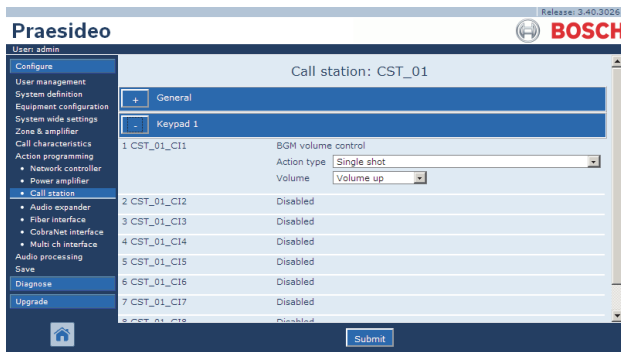 Release: 3.40.3026
Praesideo
BOSCH
User: admin
Configure
User management
System definition
Equipment configuration
System wide settings
Zone & amplifier
Call characteristics
Action programming
• Network controller
• Power amplifier
• Call station
• Audio expander
• Fiber interface
• CobraNet interface
• Multi ch interface
Audio processing
Save
Diagnose
Upgrade
Call station: CST_01
+ General
- Keypad 1
1 CST_01_CI1 BGM volume control
Action type Single shot
Volume Volume up
2 CST_01_CI2 Disabled
3 CST_01_CI3 Disabled
4 CST_01_CI4 Disabled
5 CST_01_CI5 Disabled
6 CST_01_CI6 Disabled
7 CST_01_CI7 Disabled
8 CST_01_CI8 Disabled
Submit